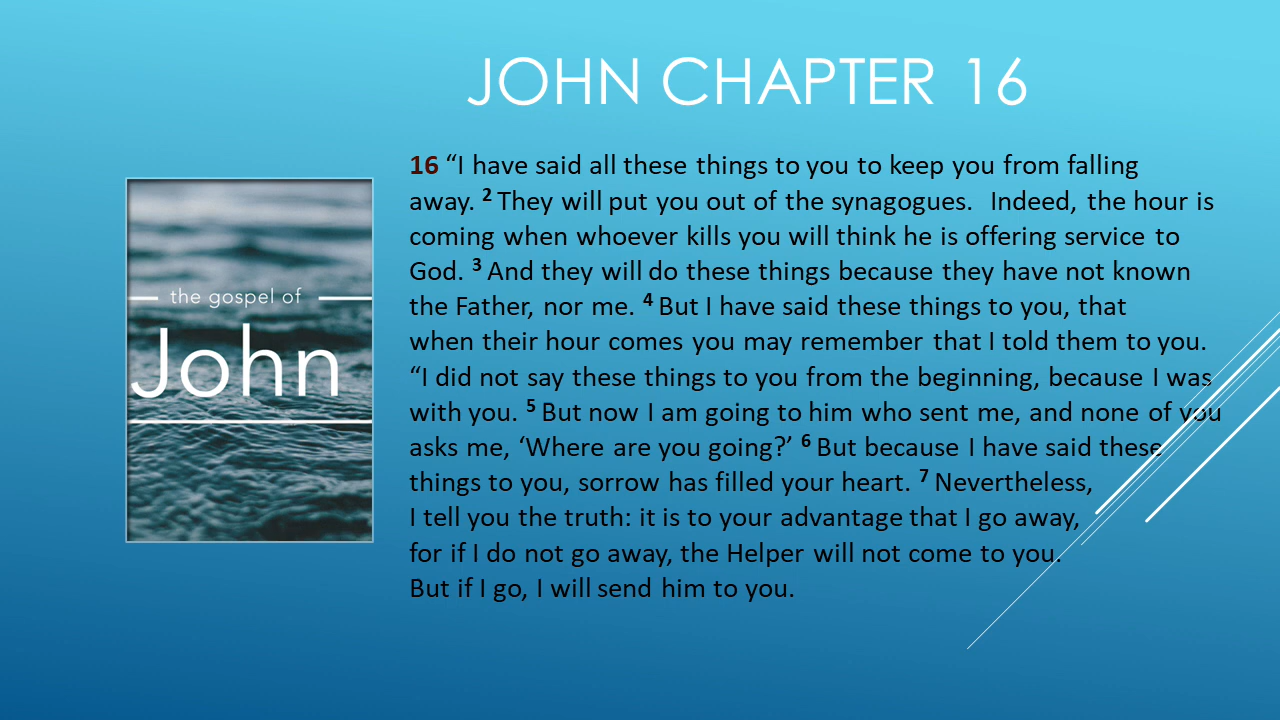 JOHN CHAPTER 16
the gospel of
John
16 “I have said all these things to you to keep you from falling
away. 2 They will put you out of the synagogues.  Indeed, the hour is
coming when whoever kills you will think he is offering service to
God. 3 And they will do these things because they have not known
the Father, nor me. 4 But I have said these things to you, that
when their hour comes you may remember that I told them to you.
“I did not say these things to you from the beginning, because I was
with you. 5 But now I am going to him who sent me, and none of you
asks me, ‘Where are you going?’ 6 But because I have said these
things to you, sorrow has filled your heart. 7 Nevertheless,
I tell you the truth: it is to your advantage that I go away,
for if I do not go away, the Helper will not come to you.
But if I go, I will send him to you.